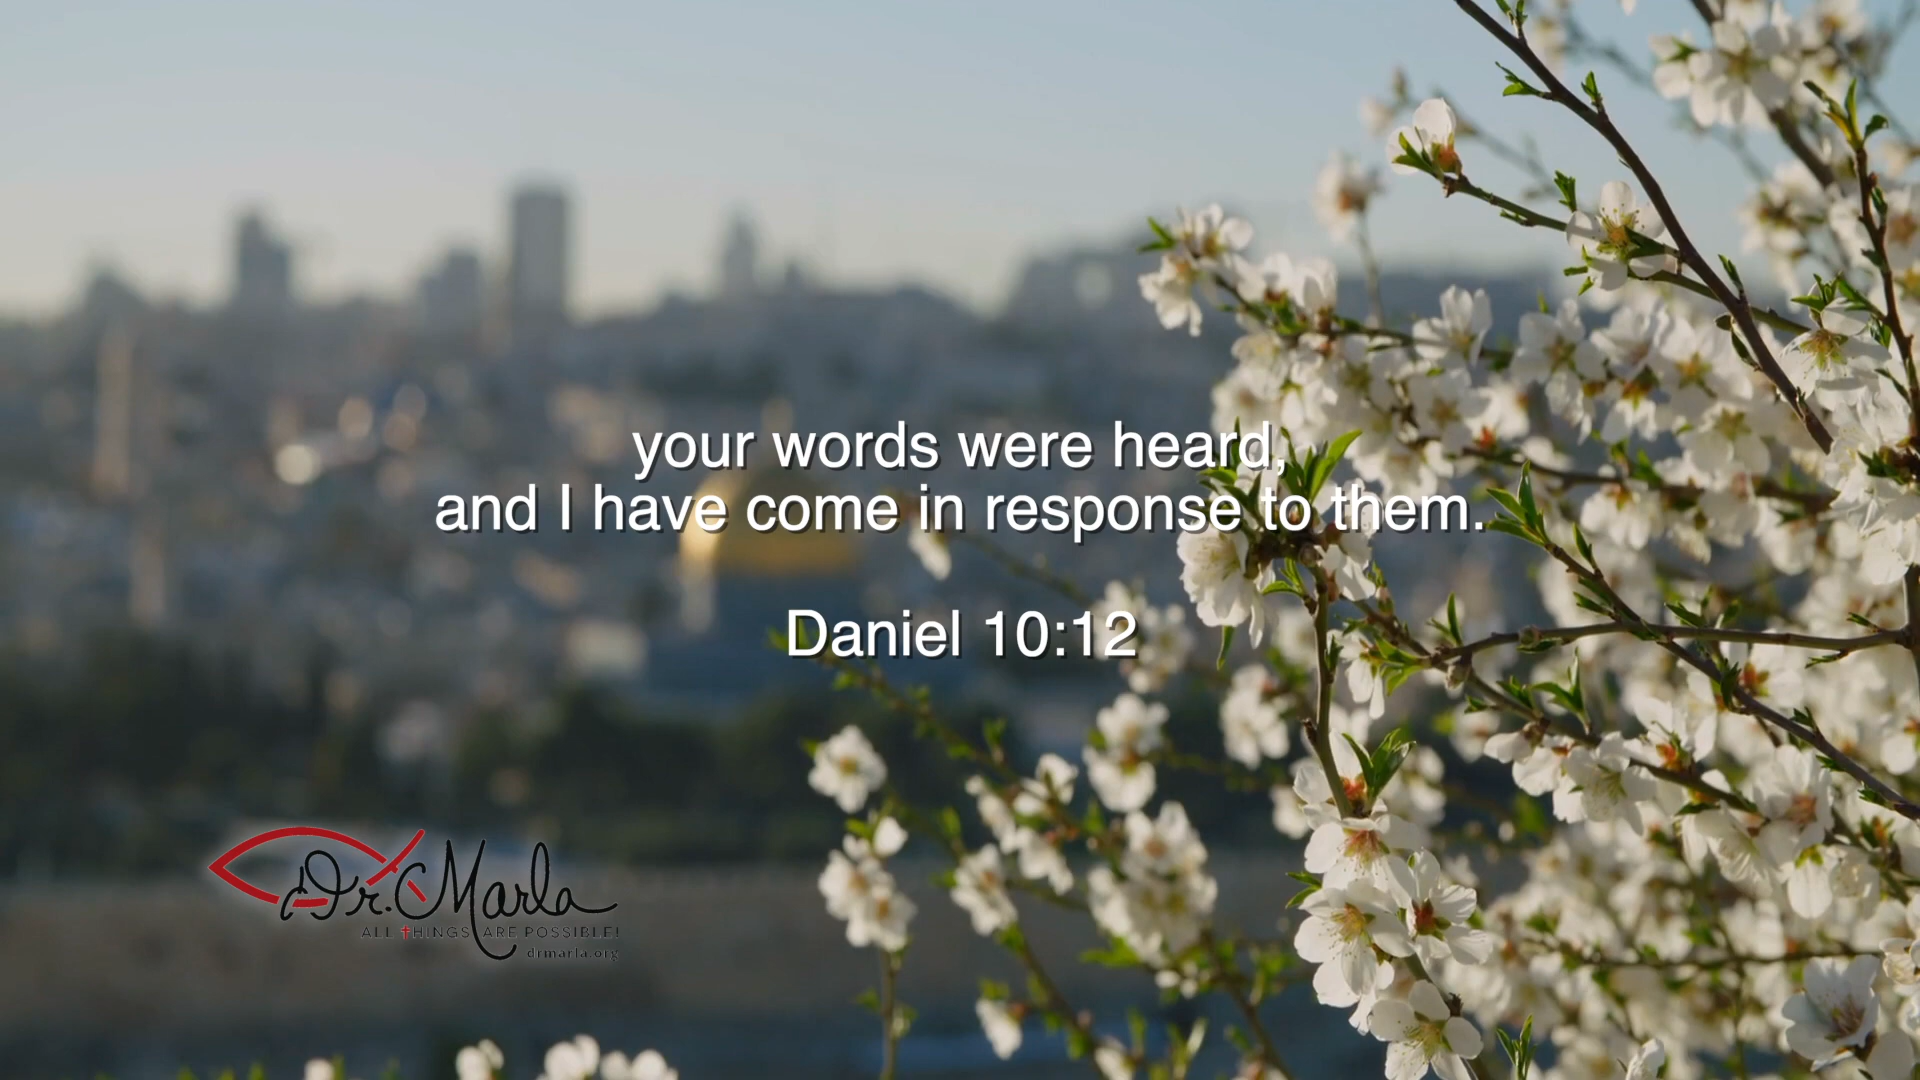 your words were heard,
and I have come in response to them.
Daniel 10:12
Dr. Marla
ALL THINGS ARE POSSIBLE!
drmarla.org